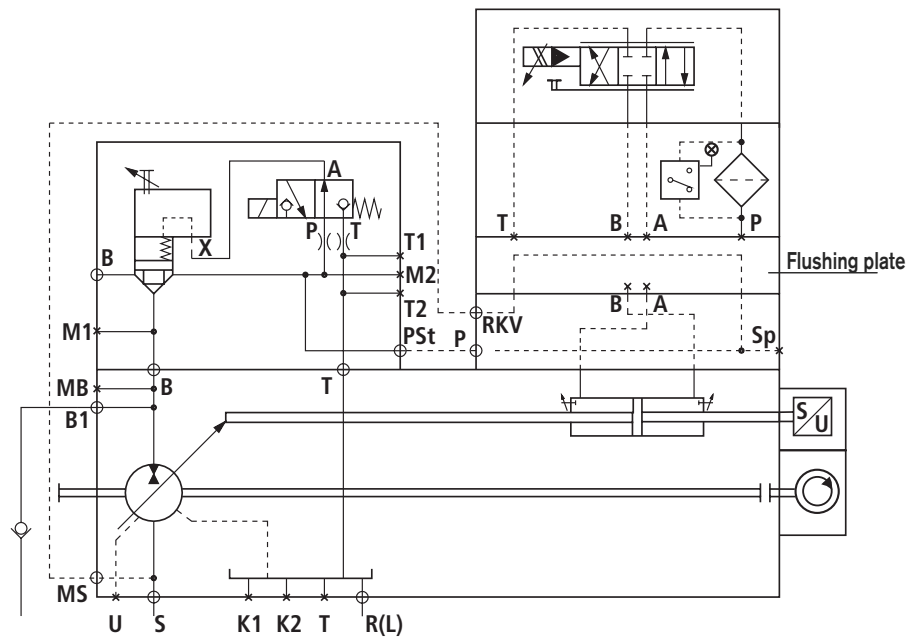 A
P
T
X
B
T1
M2
T2
M1
PSt
P
RKV
T
B
A
P
Flushing plate
B
A
Sp
MB
B
T
B1
S
U
MS
U
S
K1
K2
T
R(L)